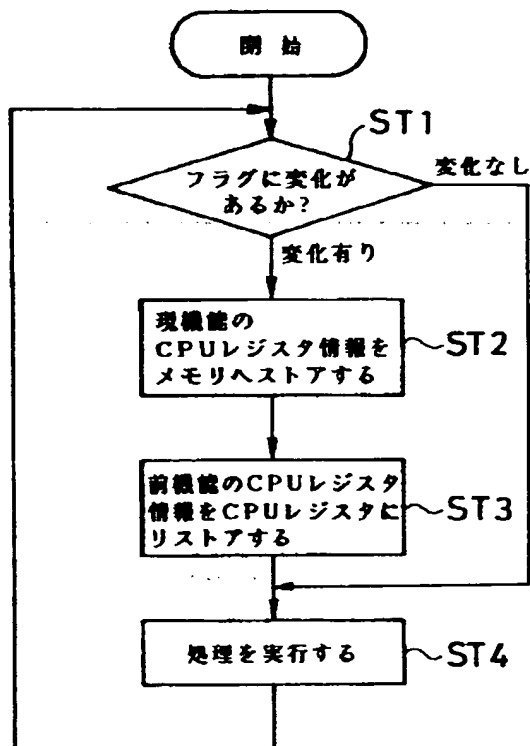 開始
ST1
変化なし
フラグに変化が
あるか?
変化有り
現機能の
CPUレジスタ情報を
メモリへストアする
ST2
前機能のCPUレジスタ
情報をCPUレジスタに
リストアする
ST3
処理を実行する
ST4